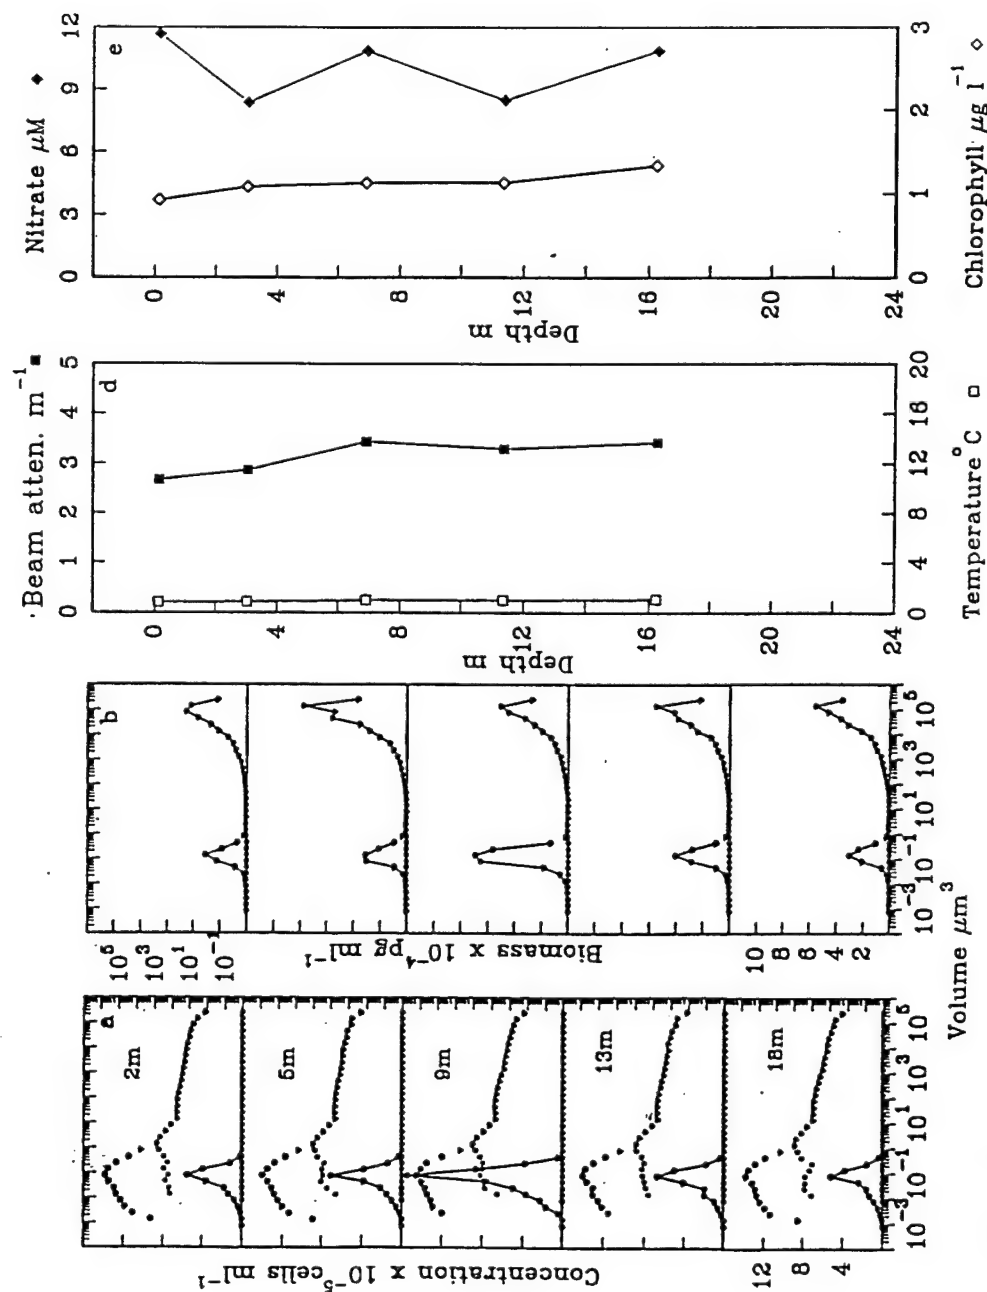 a
2m
5m
9m
13m
18m
Concentration x 10⁻⁵ cells ml⁻¹
12
8
4
10⁻³
10⁻¹
10¹
10³
10⁵
b
10⁵
10³
10¹
10⁻¹
Biomass x 10⁻⁴ pg ml⁻¹
10
8
6
4
2
10⁻³
10⁻¹
10¹
10³
10⁵
Volume μm³
Beam atten. m⁻¹ ■
0 1 2 3 4 5
d
0
4
8
12
16
20
24
Depth m
0 4 8 12 16 20
Temperature °C □
Nitrate μM ◆
0 3 6 9 12
e
0
4
8
12
16
20
24
Depth m
0 1 2 3
Chlorophyll μg l⁻¹ ◇